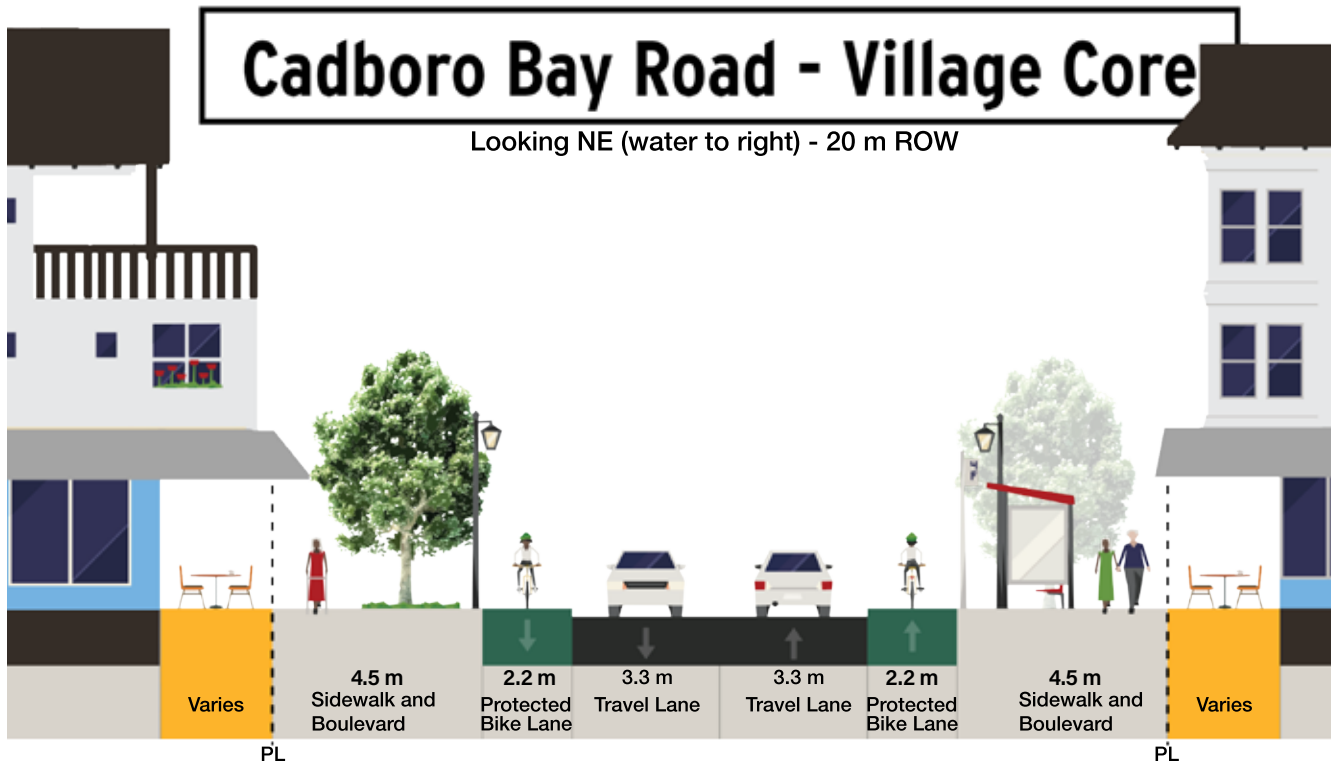 Cadboro Bay Road - Village Core
Looking NE (water to right) - 20 m ROW
Varies
4.5 m
Sidewalk and
Boulevard
2.2 m
Protected
Bike Lane
3.3 m
Travel Lane
3.3 m
Travel Lane
2.2 m
Protected
Bike Lane
4.5 m
Sidewalk and
Boulevard
Varies
PL
PL